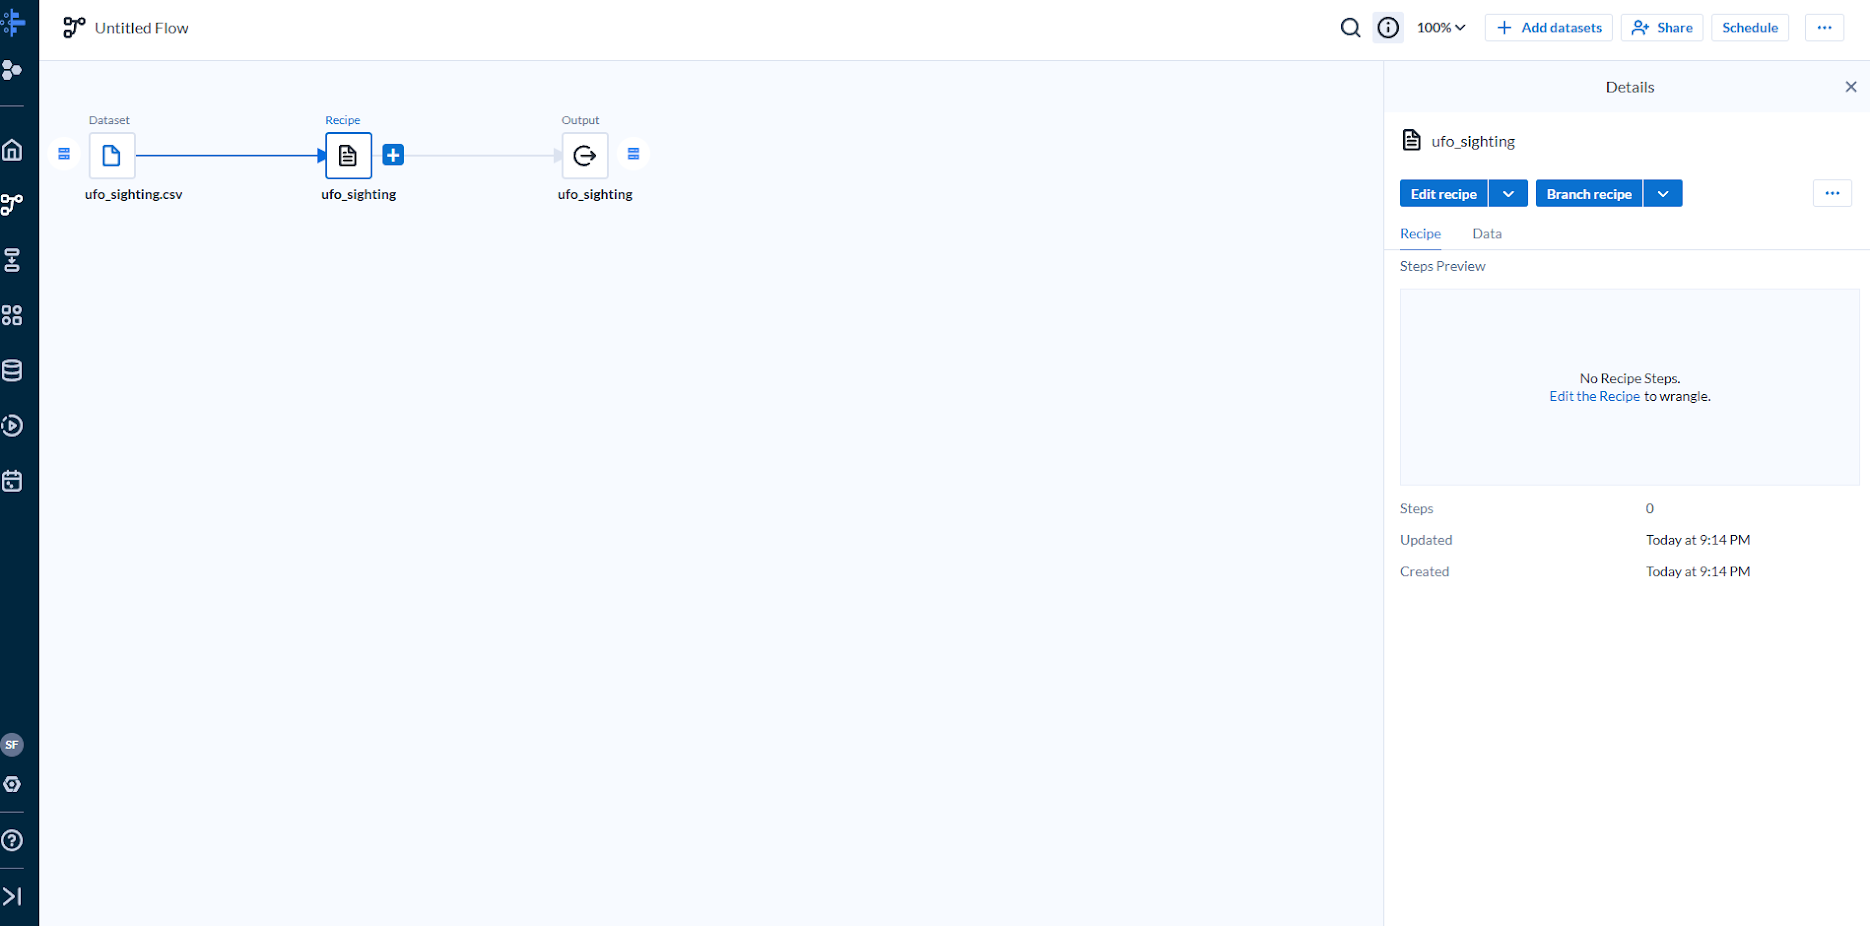 Untitled Flow
100%
Add datasets
Share
Schedule
Dataset
Recipe
Output
ufo_sighting.csv
ufo_sighting
ufo_sighting
Details
ufo_sighting
Edit recipe
Branch recipe
Recipe
Data
Steps Preview
No Recipe Steps.
Edit the Recipe to wrangle.
Steps 0
Updated Today at 9:14 PM
Created Today at 9:14 PM
SF